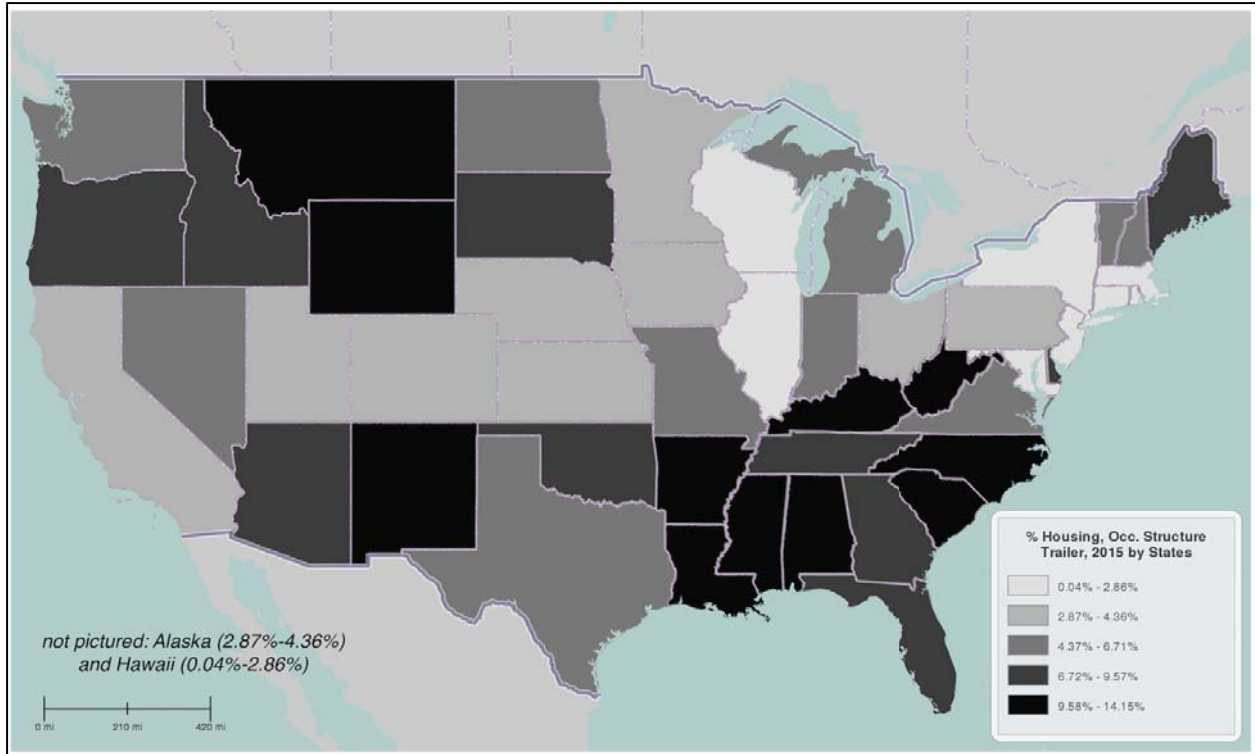 not pictured: Alaska (2.87%-4.36%)
and Hawaii (0.04%-2.86%)
0 mi 210 mi 420 mi
% Housing, Occ. Structure
Trailer, 2015 by States
0.04% - 2.86%
2.87% - 4.36%
4.37% - 6.71%
6.72% - 9.57%
9.58% - 14.15%